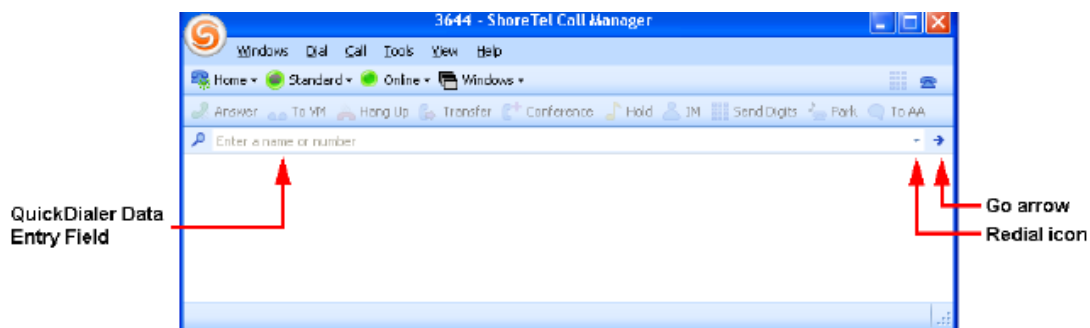 3644 - ShoreTel Call Manager
Windows Dial Call Tools View Help
Home Standard Online Windows
Answer To VM Hang Up Transfer Conference Hold IM Send Digits Park To AA
Enter a name or number
QuickDialer Data
Entry Field
Go arrow
Redial icon